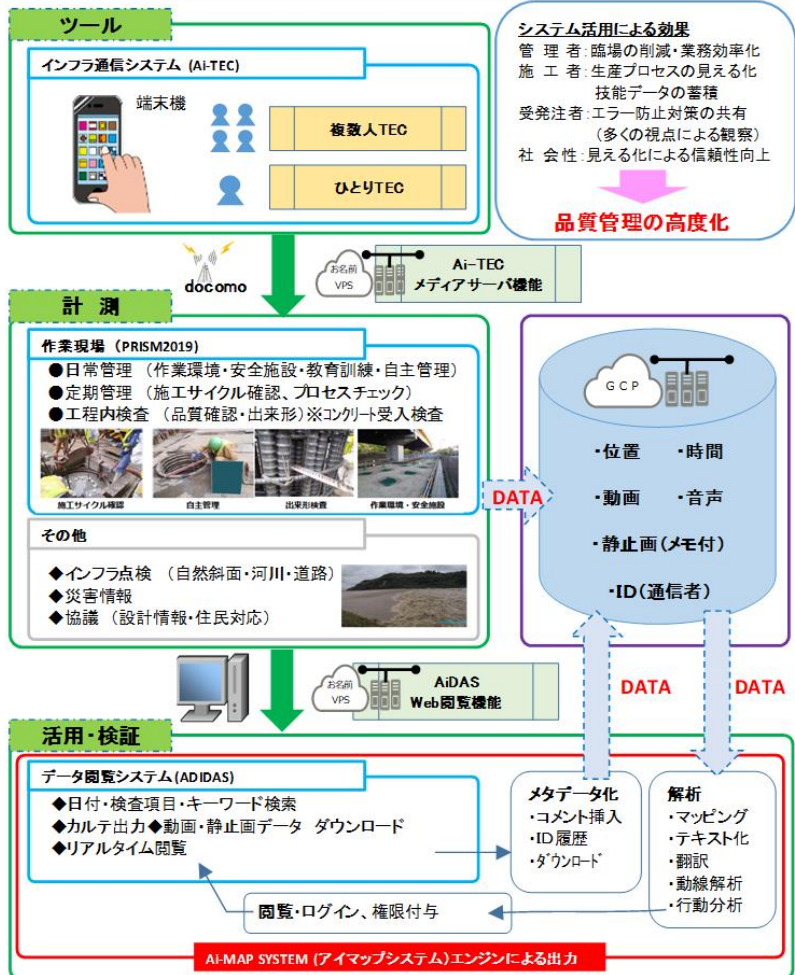 ツール
インフラ通信システム (Ai-TEC)
端末機
複数人TEC
ひとりTEC
システム活用による効果
管 理 者：臨場の削減・業務効率化
施 工 者：生産プロセスの見える化
技能データの蓄積
受発注者：エラー防止対策の共有
(多くの視点による観察)
社 会 性：見える化による信頼性向上
品質管理の高度化
docomo
お名前
VPS
Ai-TEC
メディアサーバ機能
計 測
作業現場 (PRISM2019)
●日常管理 (作業環境・安全施設・教育訓練・自主管理)
●定期管理 (施工サイクル確認、プロセスチェック)
●工程内検査 (品質確認・出来形)※コンクリート受入検査
施工サイクル確認
自主管理
出来形検査
作業環境・安全施設
その他
◆インフラ点検 (自然斜面・河川・道路)
◆災害情報
◆協議 (設計情報・住民対応)
DATA
GCP
・位置 ・時間
・動画 ・音声
・静止画(メモ付)
・ID(通信者)
お名前
VPS
AiDAS
Web閲覧機能
DATA
DATA
活用・検証
データ閲覧システム(ADIDAS)
◆日付・検査項目・キーワード検索
◆カルテ出力◆動画・静止画データ ダウンロード
◆リアルタイム閲覧
メタデータ化
・コメント挿入
・ID履歴
・ダウンロード
解析
・マッピング
・テキスト化
・翻訳
・動線解析
・行動分析
閲覧・ログイン、権限付与
Ai-MAP SYSTEM (アイマップシステム)エンジンによる出力